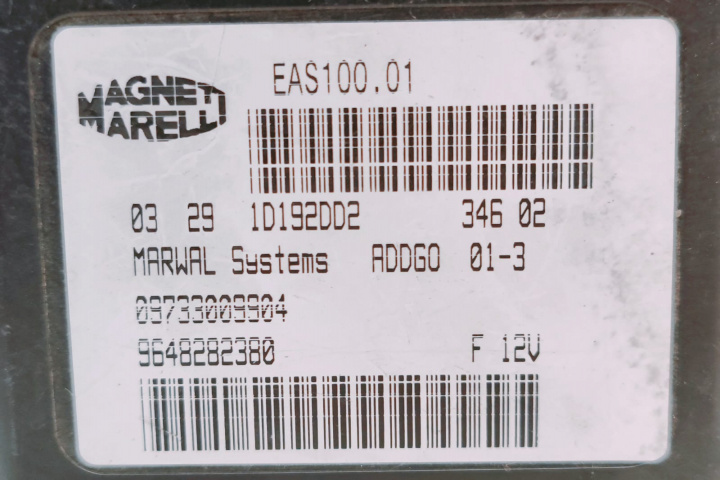 MAGNETI
MARELLI
EAS100.01
03 29 1D192DD2 346 02
MARWAL Systems ADDGO 01-3
09733009904
9648282380 F 12V